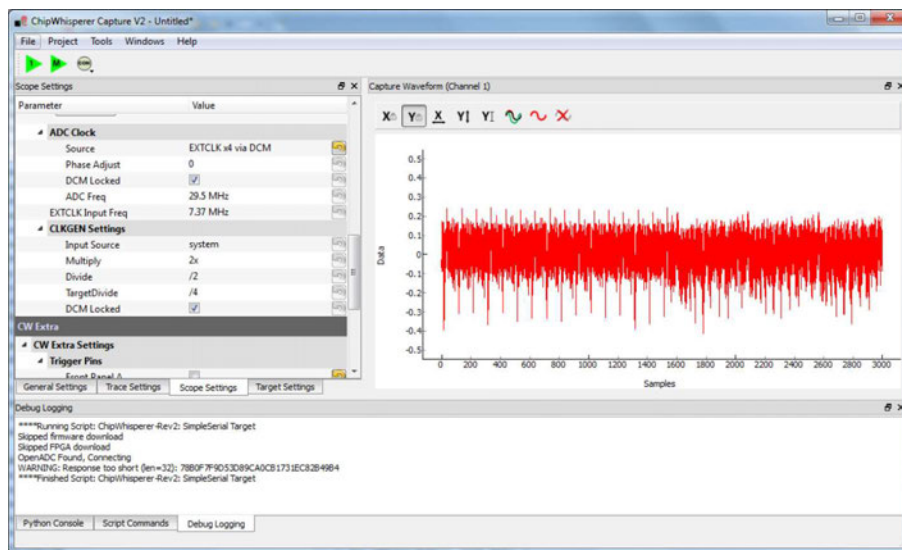 ChipWhisperer Capture V2 - Untitled*
File Project Tools Windows Help
Scope Settings
Parameter Value
ADC Clock
Source EXTCLK x4 via DCM
Phase Adjust 0
DCM Locked
ADC Freq 29.5 MHz
EXTCLK Input Freq 7.37 MHz
CLKGEN Settings
Input Source system
Multiply 2x
Divide /2
TargetDivide /4
DCM Locked
CW Extra
CW Extra Settings
Trigger Pins
Front Panel A
General Settings Trace Settings Scope Settings Target Settings
Capture Waveform (Channel 1)
X Y X Y Y
0.5
0.4
0.3
0.2
0.1
0
-0.1
-0.2
-0.3
-0.4
-0.5
Data
0 200 400 600 800 1000 1200 1400 1600 1800 2000 2200 2400 2600 2800 3000
Samples
Debug Logging
****Running Script: ChipWhisperer-Rev2: SimpleSerial Target
Skipped firmware download
Skipped FPGA download
OpenADC Found, Connecting
WARNING: Response too short (len=32): 78B0F7F9D53D89CA0CB1731EC82B49B4
****Finished Script: ChipWhisperer-Rev2: SimpleSerial Target
Python Console Script Commands Debug Logging